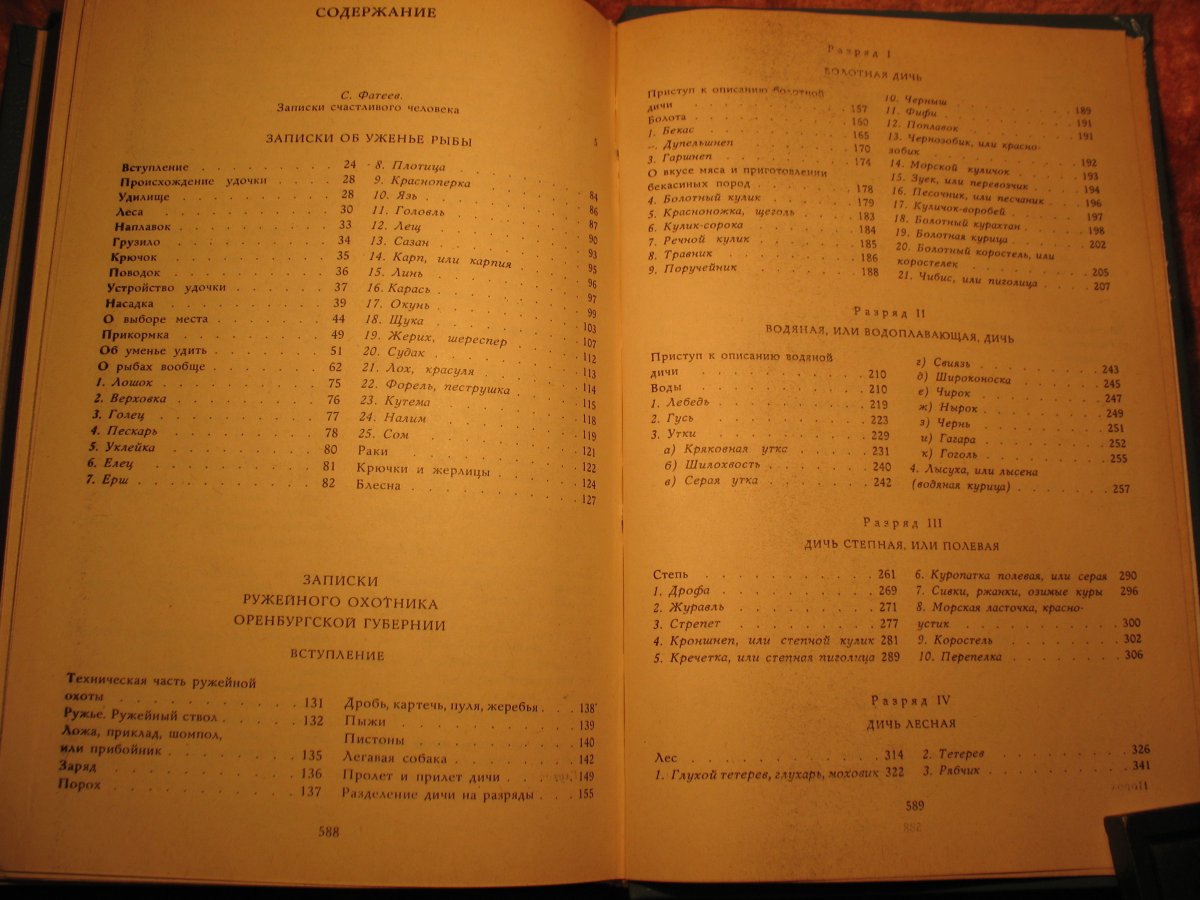 СОДЕРЖАНИЕ
С. Фатеев.
Записки счастливого человека 5
ЗАПИСКИ ОБ УЖЕНЬЕ РЫБЫ
Вступление 24
Происхождение удочки 28
Удилище 28
Леса 30
Наплавок 33
Грузило 34
Крючок 35
Поводок 36
Устройство удочки 37
Насадка 39
О выборе места 44
Прикормка 49
Об уменье удить 51
О рыбах вообще 62
1. Лошок 75
2. Верховка 76
3. Голец 77
4. Пескарь 78
5. Уклейка 80
6. Елец 81
7. Ерш 82
8. Плотица 84
9. Красноперка 86
10. Язь 87
11. Головль 90
12. Лещ 93
13. Сазан 95
14. Карп, или карпия 96
15. Линь 97
16. Карась 99
17. Окунь 103
18. Щука 107
19. Жерих, шереспер 112
20. Судак 113
21. Лох, красуля 114
22. Форель, пеструшка 115
23. Кутема 118
24. Налим 119
25. Сом 121
Раки 122
Крючки и жерлицы 124
Блесна 127
ЗАПИСКИ
РУЖЕЙНОГО ОХОТНИКА
ОРЕНБУРГСКОЙ ГУБЕРНИИ
ВСТУПЛЕНИЕ
Техническая часть ружейной
охоты 131
Ружье. Ружейный ствол 132
Ложа, приклад, шомпол,
или прибойник 135
Заряд 136
Порох 137
Дробь, картечь, пуля, жеребья 138
Пыжи 139
Пистоны 140
Легавая собака 142
Пролет и прилет дичи 149
Разделение дичи на разряды 155
588
Разряд I
БОЛОТНАЯ ДИЧЬ
Приступ к описанию болотной
дичи 157
Болота 160
1. Бекас 165
Дупельшнеп 170
3. Гаршнеп 174
О вкусе мяса и приготовлении
бекасиных пород 178
4. Болотный кулик 179
5. Красноножка, щеголь 183
6. Кулик-сорока 184
7. Речной кулик 185
8. Травник 186
9. Поручейник 188
10. Черныш 189
11. Фифи 191
12. Поплавок 191
13. Чернозобик, или красно-
зобик 192
14. Морской куличок 193
15. Зуек, или перевозчик 194
16. Песочник, или песчаник 196
17. Куличок-воробей 197
18. Болотный курахтан 198
19. Болотная курица 202
20. Болотный коростель, или
коростелек 205
21. Чибис, или пиголица 207
Разряд II
ВОДЯНАЯ, ИЛИ ВОДОПЛАВАЮЩАЯ, ДИЧЬ
Приступ к описанию водяной
дичи 210
Воды 210
1. Лебедь 219
2. Гусь 223
3. Утки 229
а) Кряковная утка 231
б) Шилохвость 240
в) Серая утка 242
г) Свиязь 243
д) Широконоска 245
е) Чирок 247
ж) Нырок 249
з) Чернь 251
и) Гагара 252
к) Гоголь 255
4. Лысуха, или лысена
(водяная курица) 257
Разряд III
ДИЧЬ СТЕПНАЯ, ИЛИ ПОЛЕВАЯ
Степь 261
1. Дрофа 269
2. Журавль 271
3. Стрепет 277
4. Кроншнеп, или степной кулик 281
5. Кречетка, или степная пиголица 289
6. Куропатка полевая, или серая 290
7. Сивки, ржанки, озимые куры 296
8. Морская ласточка, красно-
устик 300
9. Коростель 302
10. Перепелка 306
Разряд IV
ДИЧЬ ЛЕСНАЯ
Лес 314
1. Глухой тетерев, глухарь, мохових 322
2. Тетерев 326
3. Рябчик 341
589